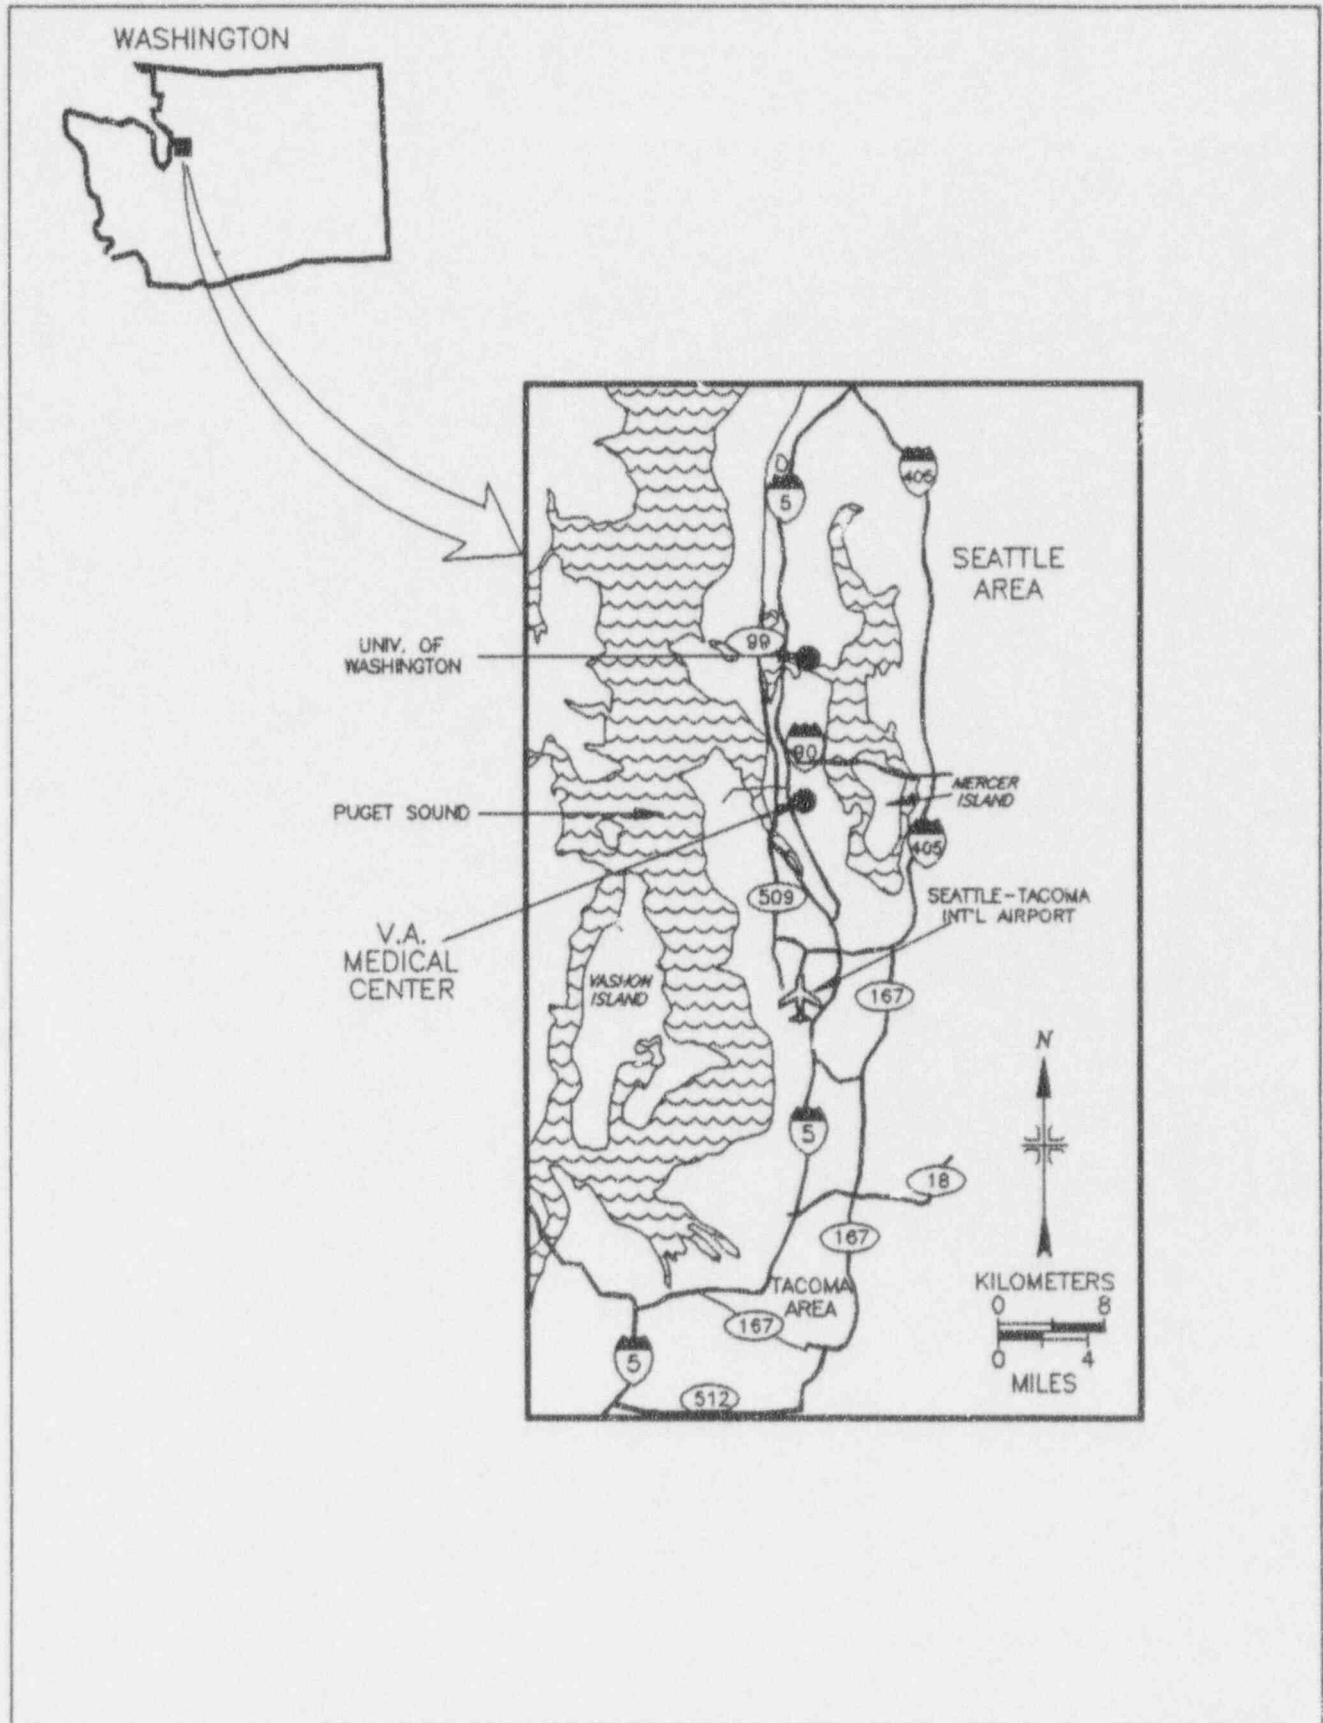 WASHINGTON
405
5
SEATTLE
AREA
99
UNIV. OF
WASHINGTON
90
MERCER
ISLAND
PUGET SOUND
405
509
SEATTLE-TACOMA
INT'L AIRPORT
V.A.
MEDICAL
CENTER
VASHON
ISLAND
167
N
5
18
167
KILOMETERS
0 8
TACOMA
AREA
167
5
0 4
MILES
512